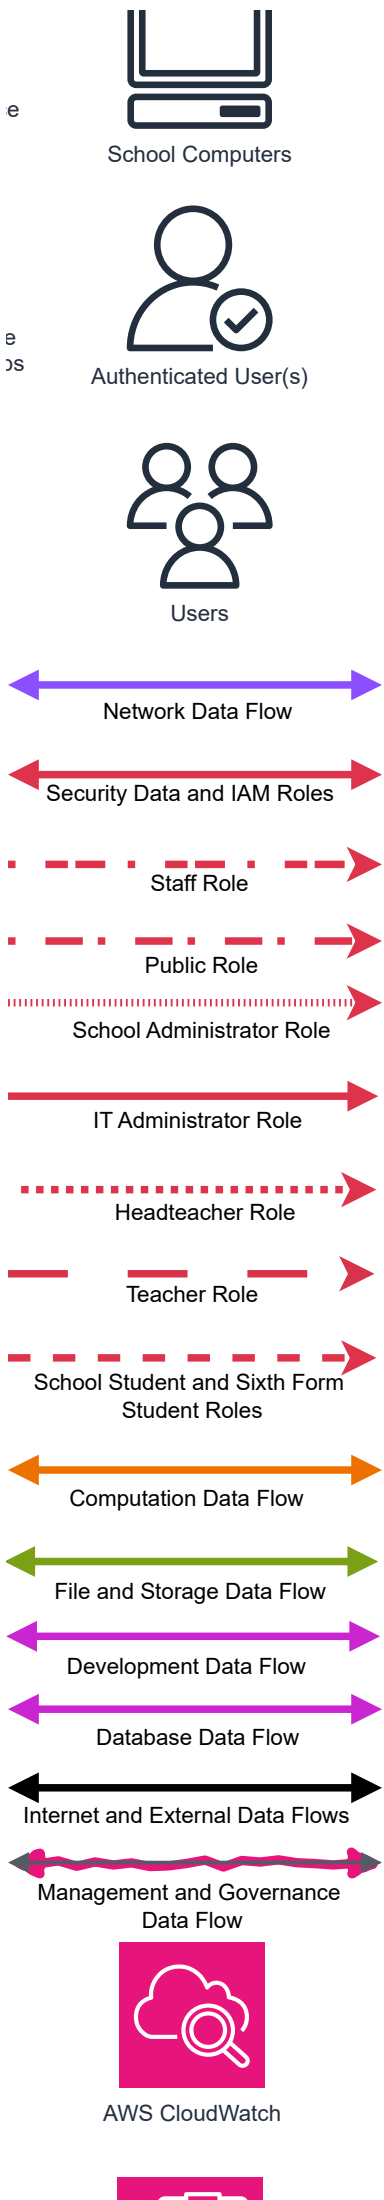 School Computers
Authenticated User(s)
Users
Network Data Flow
Security Data and IAM Roles
Staff Role
Public Role
School Administrator Role
IT Administrator Role
Headteacher Role
Teacher Role
School Student and Sixth Form
Student Roles
Computation Data Flow
File and Storage Data Flow
Development Data Flow
Database Data Flow
Internet and External Data Flows
Management and Governance
Data Flow
AWS CloudWatch